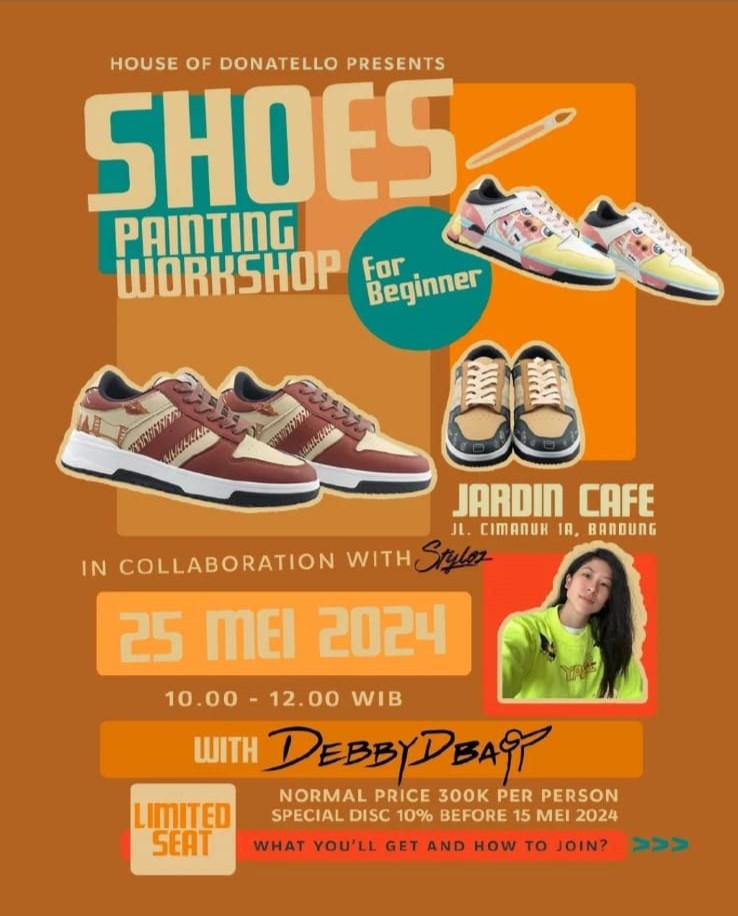 HOUSE OF DONATELLO PRESENTS
SHOES
PAINTING
WORKSHOP
For
Beginner
JARDIN CAFE
JL. CIMANUK 1A, BANDUNG
IN COLLABORATION WITH Styloz
25 MEI 2024
10.00 - 12.00 WIB
WITH DEBBYDBAIT
LIMITED
SEAT
NORMAL PRICE 300K PER PERSON
SPECIAL DISC 10% BEFORE 15 MEI 2024
WHAT YOU'LL GET AND HOW TO JOIN? >>>